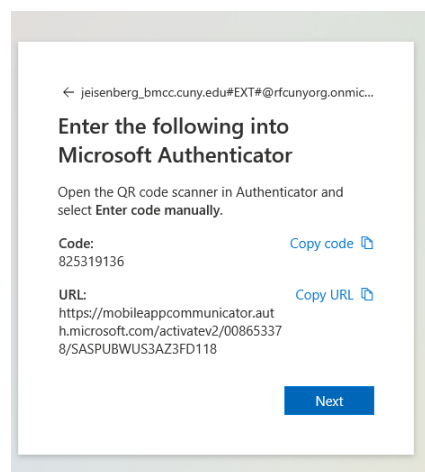 ← jeisenberg_bmcc.cuny.edu#EXT#@rfcunyorg.onmic...
Enter the following into
Microsoft Authenticator
Open the QR code scanner in Authenticator and
select Enter code manually.
Code:
Copy code
825319136
URL:
Copy URL
https://mobileappcommunicator.aut
h.microsoft.com/activatev2/00865337
8/SASPUBWUS3AZ3FD118
Next